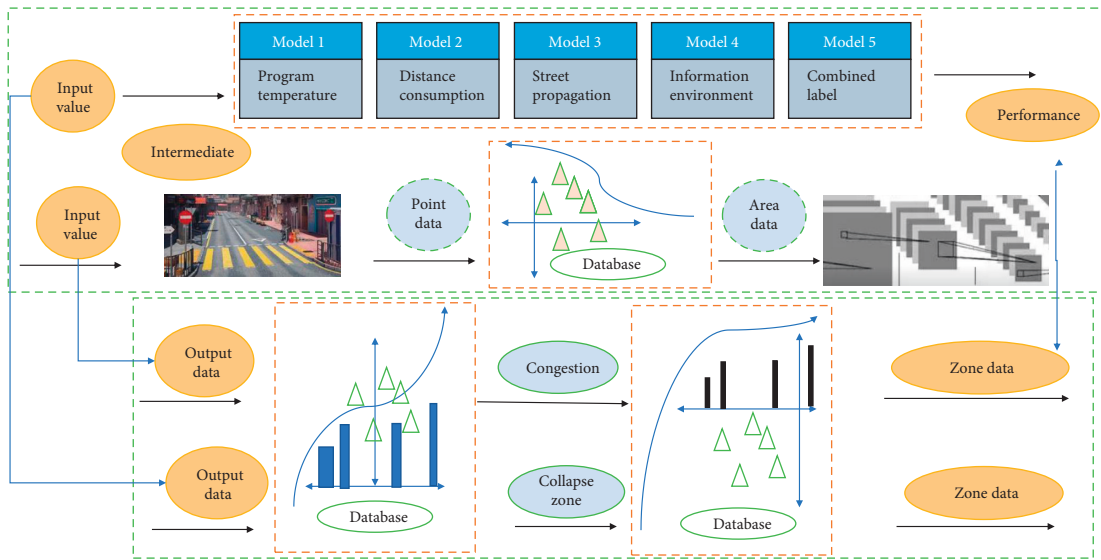 Model 1
Model 2
Model 3
Model 4
Model 5
Program
temperature
Distance
consumption
Street
propagation
Information
environment
Combined
label
Input
value
Performance
Intermediate
Input
value
Point
data
Database
Area
data
Output
data
Congestion
Zone data
Output
data
Database
Collapse
zone
Database
Zone data